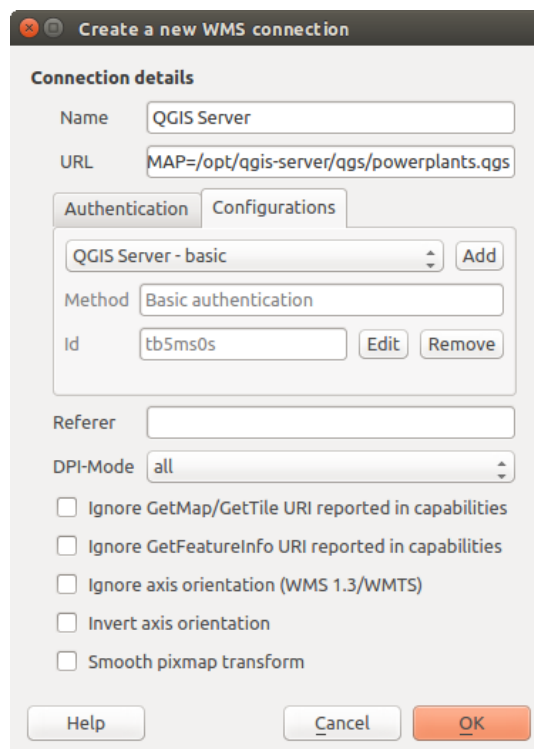 Create a new WMS connection
Connection details
Name QGIS Server
URL MAP=/opt/qgis-server/qgs/powerplants.qgs
Authentication Configurations
QGIS Server - basic Add
Method Basic authentication
Id tb5ms0s Edit Remove
Referer
DPI-Mode all
Ignore GetMap/GetTile URI reported in capabilities
Ignore GetFeatureInfo URI reported in capabilities
Ignore axis orientation (WMS 1.3/WMTS)
Invert axis orientation
Smooth pixmap transform
Help Cancel OK